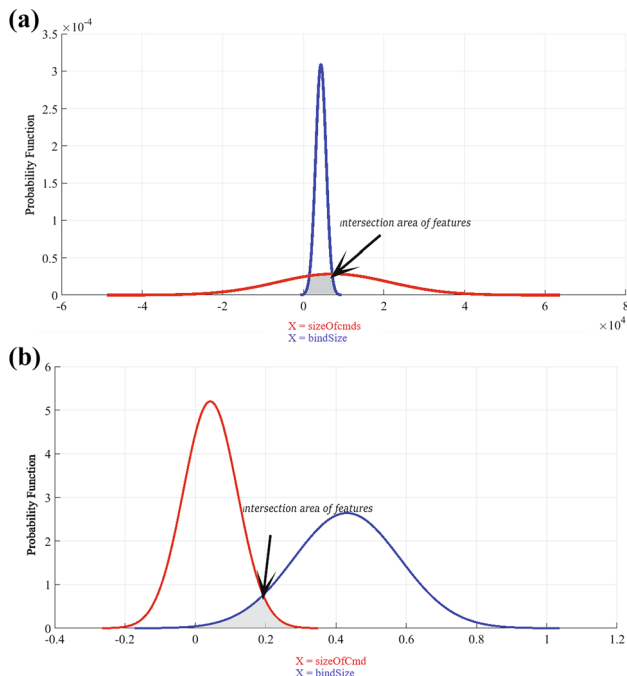 (a)
×10⁻⁴
3.5
3
2.5
2
1.5
1
0.5
0
Probability Function
intersection area of features
-6 -4 -2 0 2 4 6 8
×10⁴
X = sizeOfcmds
X = bindSize
(b)
6
5
4
3
2
1
0
Probability Function
intersection area of features
-0.4 -0.2 0 0.2 0.4 0.6 0.8 1 1.2
X = sizeOfCmd
X = bindSize